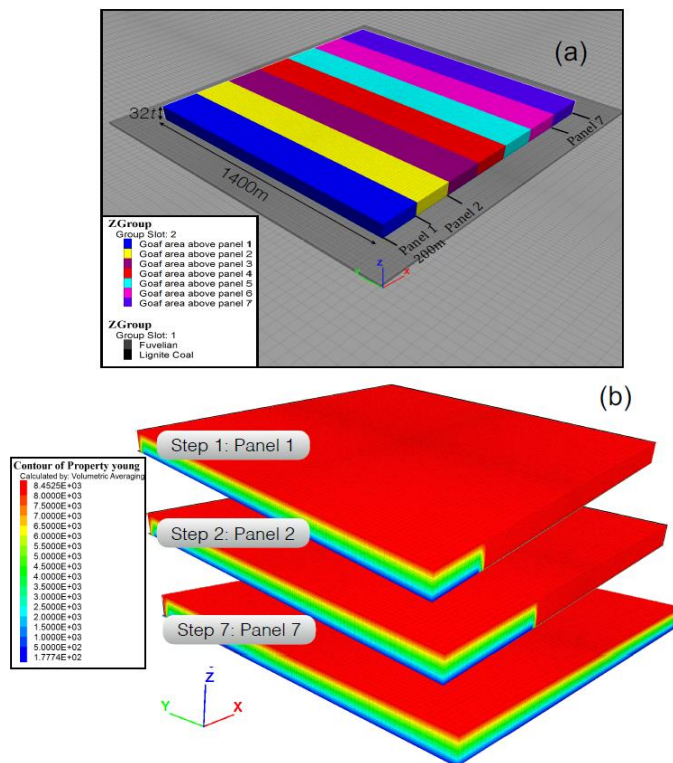 (a)
32t
1400m
Panel 1
200m
Panel 2
Panel 7
ZGroup
Group Slot: 2
Goaf area above panel 1
Goaf area above panel 2
Goaf area above panel 3
Goaf area above panel 4
Goaf area above panel 5
Goaf area above panel 6
Goaf area above panel 7
ZGroup
Group Slot: 1
Fuvelian
Lignite Coal
Z
Y
X
(b)
Step 1: Panel 1
Step 2: Panel 2
Step 7: Panel 7
Contour of Property young
Calculated by: Volumetric Averaging
8.4525E+03
8.0000E+03
7.5000E+03
7.0000E+03
6.5000E+03
6.0000E+03
5.5000E+03
5.0000E+03
4.5000E+03
4.0000E+03
3.5000E+03
3.0000E+03
2.5000E+03
2.0000E+03
1.5000E+03
1.0000E+03
5.0000E+02
1.7774E+02
Z
Y
X